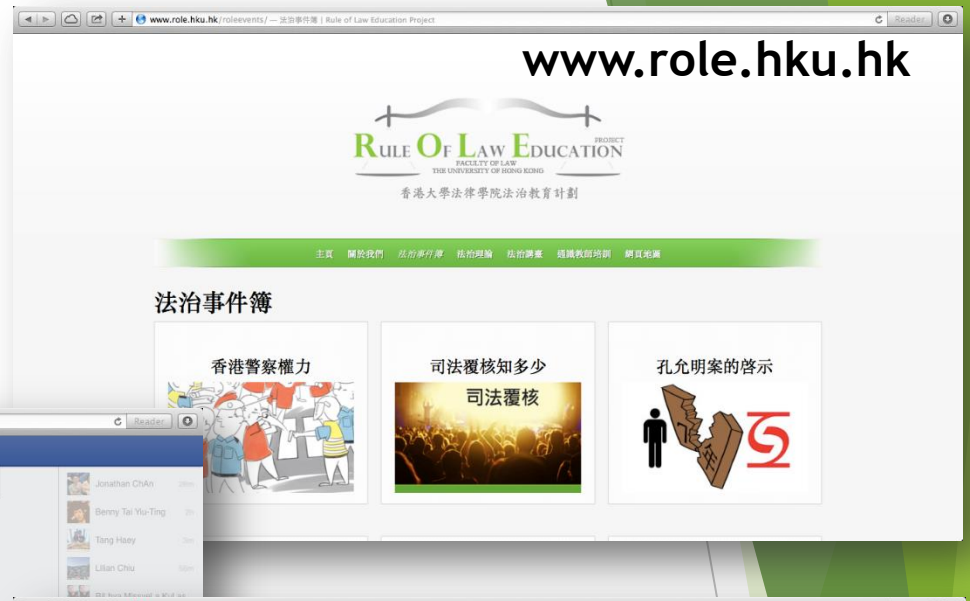 www.role.hku.hk/roleevents/ — 法治事件簿 | Rule of Law Education Project
Reader
www.role.hku.hk
RULE OF LAW EDUCATION PROJECT
FACULTY OF LAW
THE UNIVERSITY OF HONG KONG
香港大學法律學院法治教育計劃
主頁 關於我們 法治事件簿 法治理論 法治講臺 通識教師培訓 網頁地圖
法治事件簿
香港警察權力
司法覆核知多少
孔允明案的啓示
司法覆核
年
Reader
Jonathan ChAn
Benny Tai Yiu-Ting
Tang Haey
Lilian Chiu